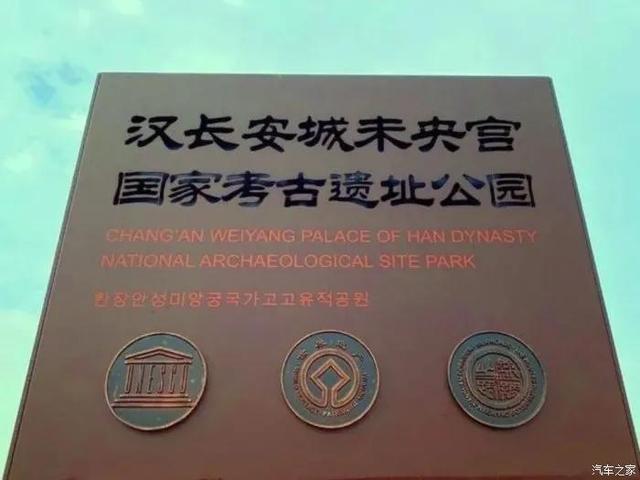 汉长安城未央宫
国家考古遗址公园
CHANG'AN WEIYANG PALACE OF HAN DYNASTY
NATIONAL ARCHAEOLOGICAL SITE PARK
한장안성미앙궁국가고고유적공원
UNESCO
汽车之家